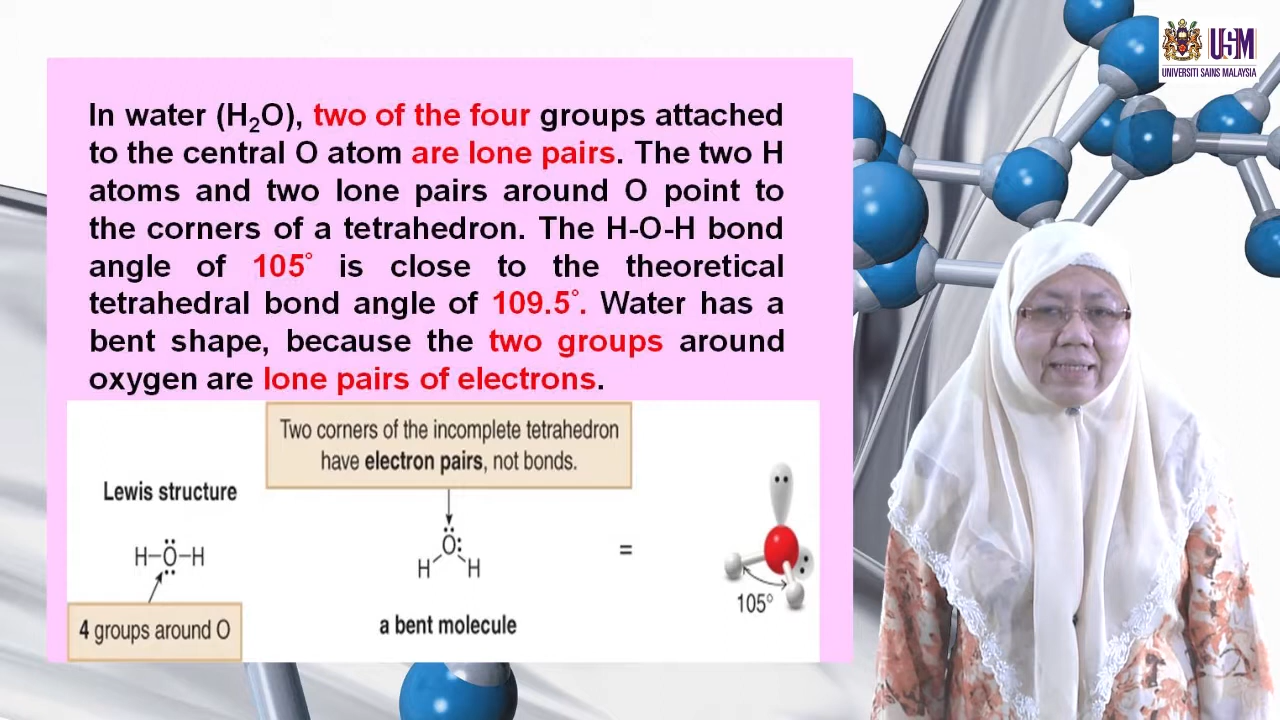 USM
UNIVERSITI SAINS MALAYSIA
In water (H₂O), two of the four groups attached
to the central O atom are lone pairs. The two H
atoms and two lone pairs around O point to
the corners of a tetrahedron. The H-O-H bond
angle of 105° is close to the theoretical
tetrahedral bond angle of 109.5°. Water has a
bent shape, because the two groups around
oxygen are lone pairs of electrons.
Two corners of the incomplete tetrahedron
have electron pairs, not bonds.
Lewis structure
H–Ö–H
O
H H
=
105°
4 groups around O
a bent molecule